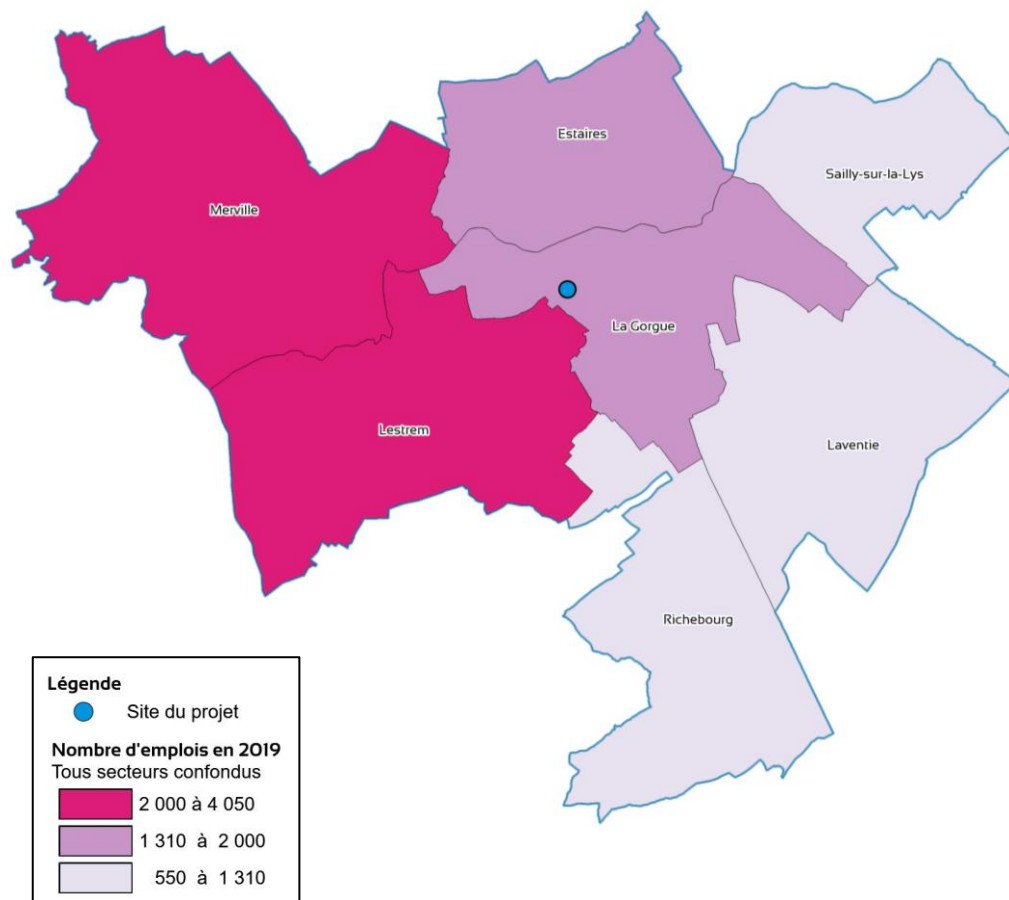 Estaires
Sailly-sur-la-Lys
Merville
La Gorgue
Lestrem
Laventie
Richebourg
Légende
Site du projet
Nombre d'emplois en 2019
Tous secteurs confondus
2 000 à 4 050
1 310 à 2 000
550 à 1 310